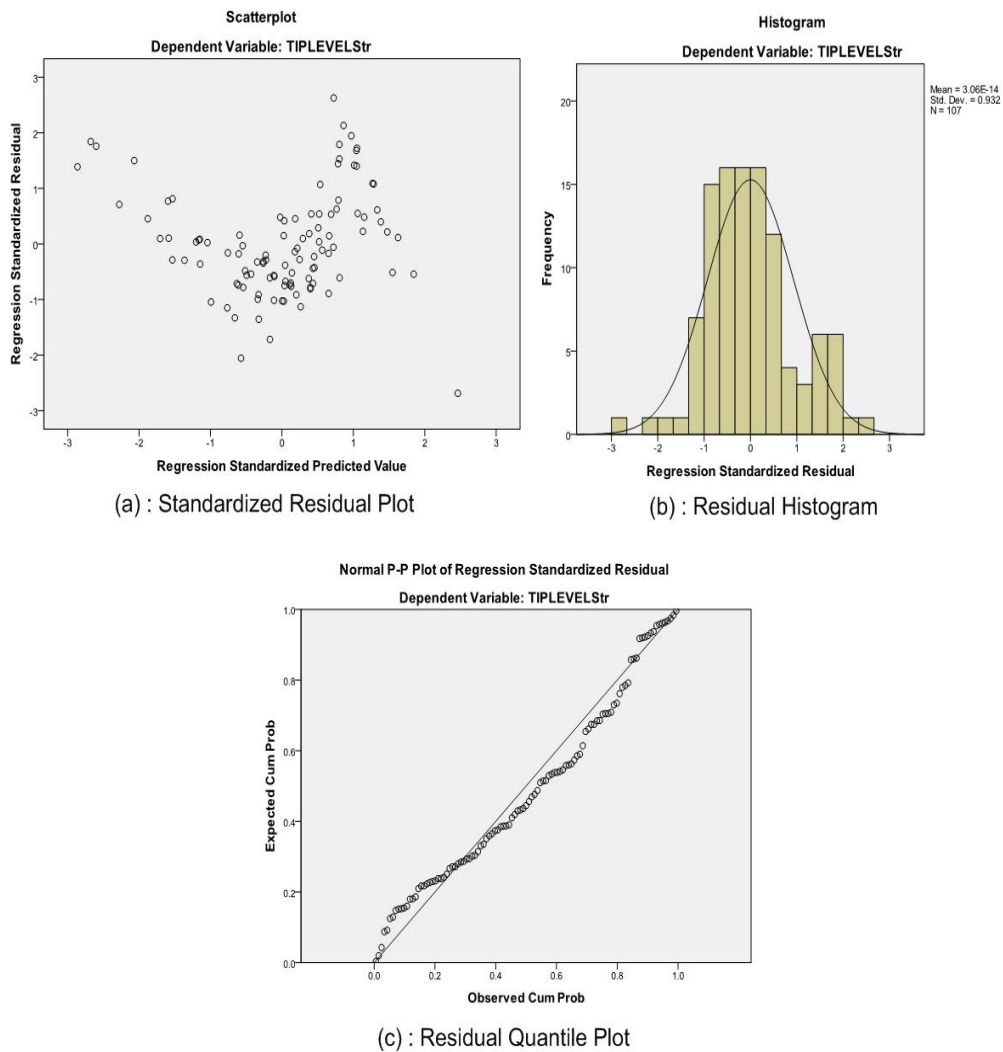 Scatterplot
Dependent Variable: TIPLEVELStr
Regression Standardized Residual
3
2
1
0
-1
-2
-3
-3 -2 -1 0 1 2 3
Regression Standardized Predicted Value
(a) : Standardized Residual Plot
Histogram
Dependent Variable: TIPLEVELStr
Mean = 3.06E-14
Std. Dev. = 0.932
N = 107
Frequency
20
15
10
5
0
-3 -2 -1 0 1 2 3
Regression Standardized Residual
(b) : Residual Histogram
Normal P-P Plot of Regression Standardized Residual
Dependent Variable: TIPLEVELStr
Expected Cum Prob
1.0
0.8
0.6
0.4
0.2
0.0
0.0 0.2 0.4 0.6 0.8 1.0
Observed Cum Prob
(c) : Residual Quantile Plot